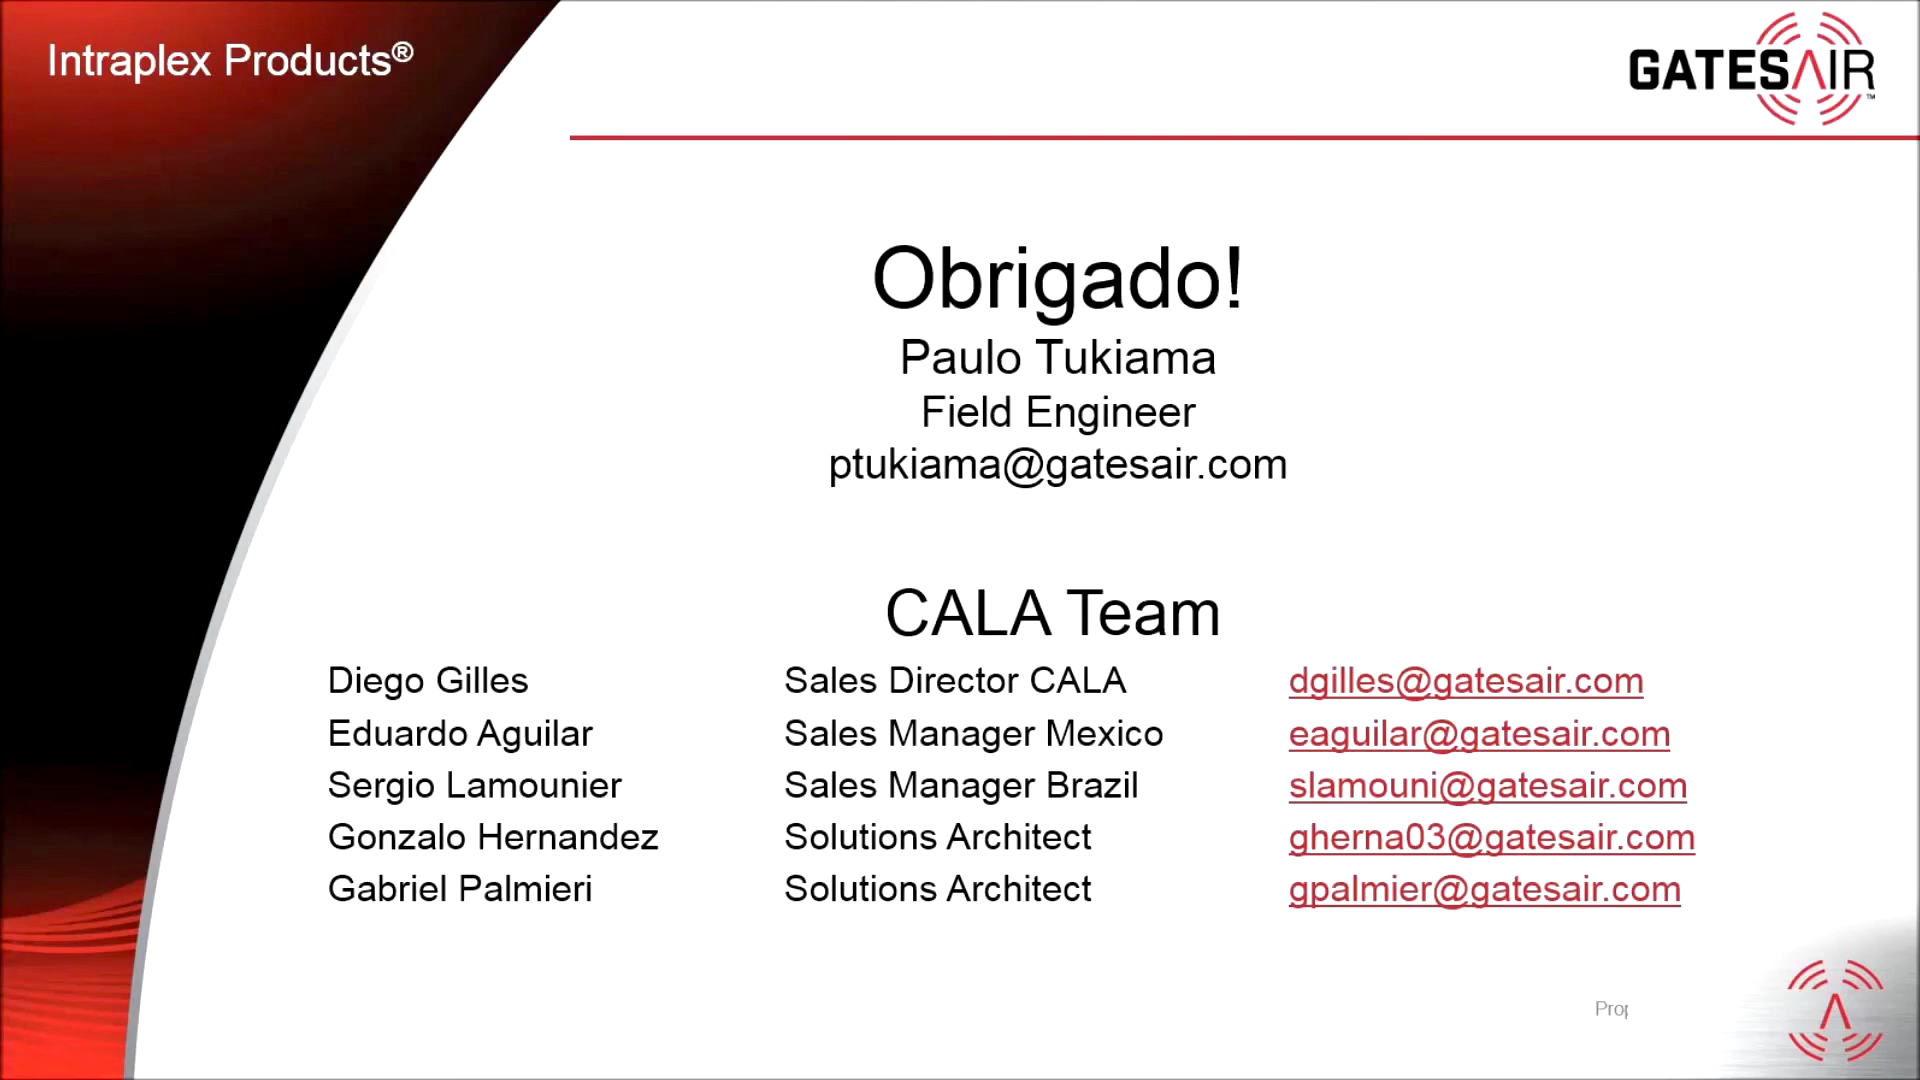 Intraplex Products®
GATESAIR™
Obrigado!
Paulo Tukiama
Field Engineer
ptukiama@gatesair.com
CALA Team
Diego Gilles Sales Director CALA dgilles@gatesair.com
Eduardo Aguilar Sales Manager Mexico eaguilar@gatesair.com
Sergio Lamounier Sales Manager Brazil slamouni@gatesair.com
Gonzalo Hernandez Solutions Architect gherna03@gatesair.com
Gabriel Palmieri Solutions Architect gpalmier@gatesair.com